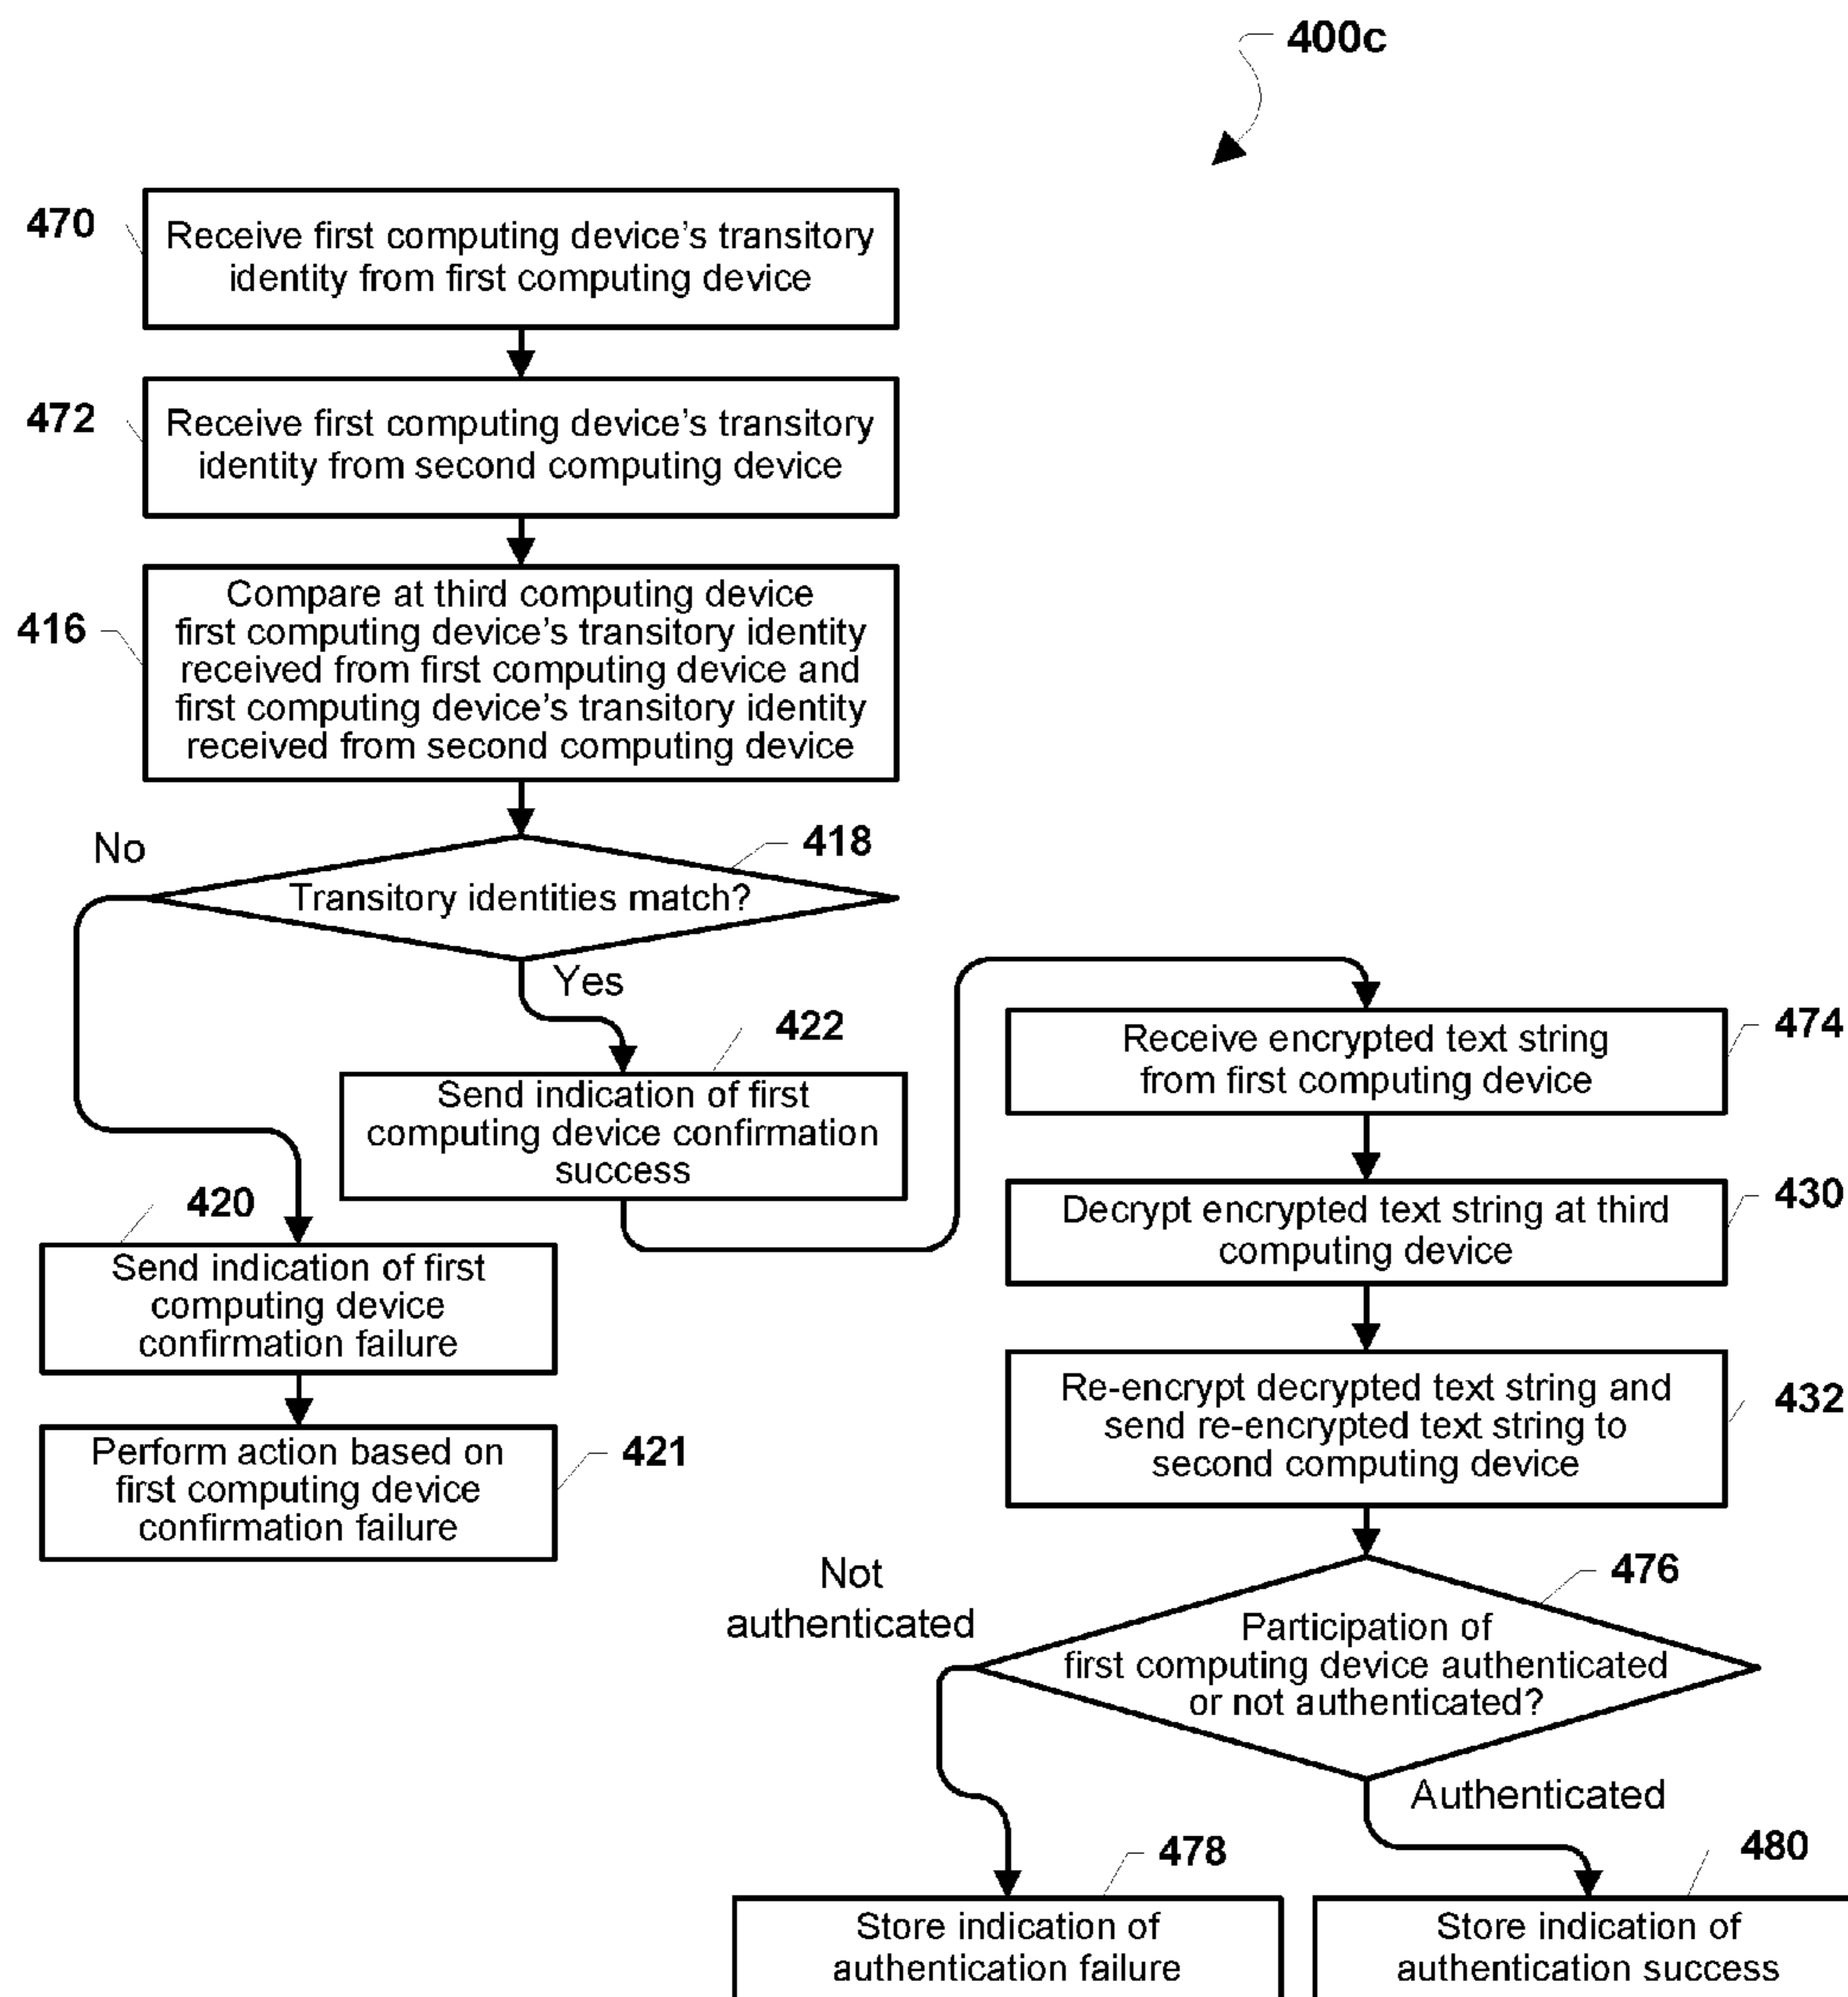 400c
470
Receive first computing device's transitory
identity from first computing device
472
Receive first computing device's transitory
identity from second computing device
416
Compare at third computing device
first computing device's transitory identity
received from first computing device and
first computing device's transitory identity
received from second computing device
No
418
Transitory identities match?
Yes
422
Send indication of first
computing device confirmation
success
420
Send indication of first
computing device
confirmation failure
Perform action based on
first computing device
confirmation failure
421
474
Receive encrypted text string
from first computing device
430
Decrypt encrypted text string at third
computing device
432
Re-encrypt decrypted text string and
send re-encrypted text string to
second computing device
Not
authenticated
476
Participation of
first computing device authenticated
or not authenticated?
Authenticated
478
Store indication of
authentication failure
480
Store indication of
authentication success